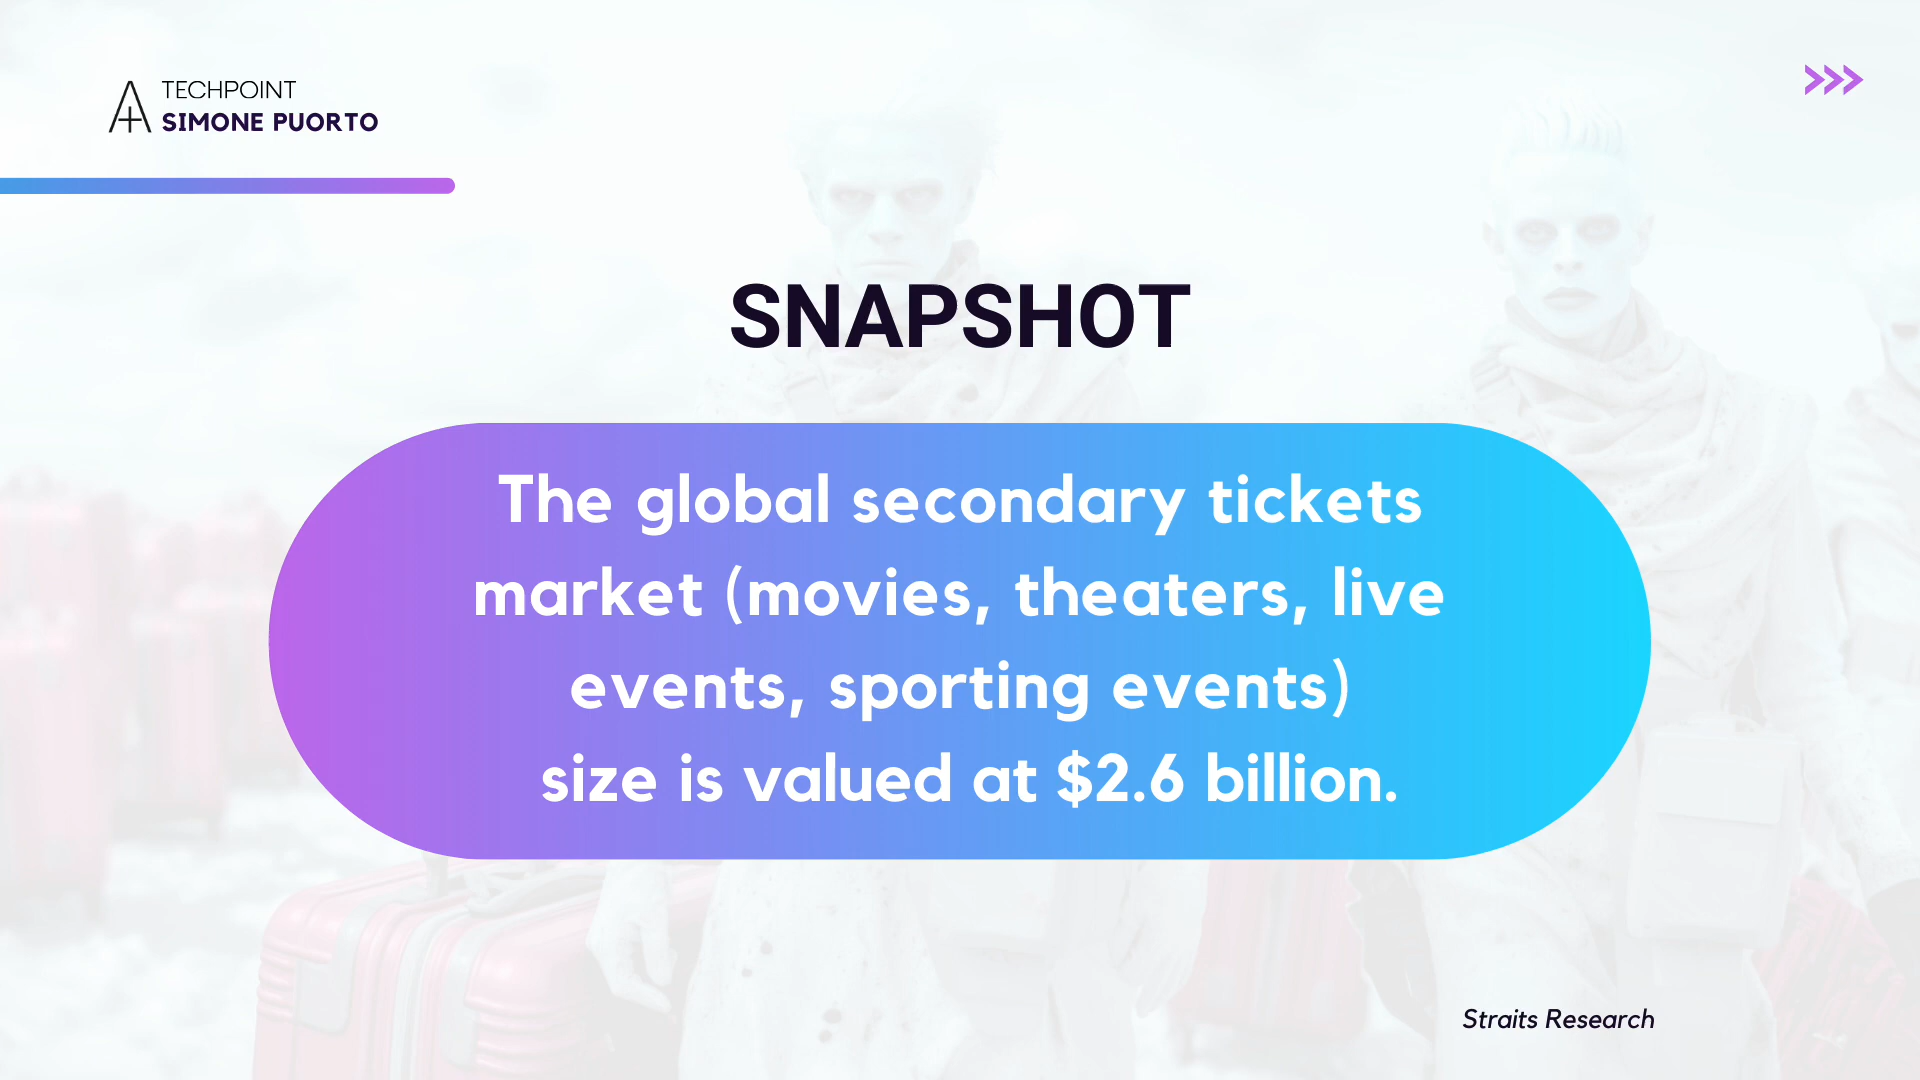 TECHPOINT
SIMONE PUORTO
SNAPSHOT
The global secondary tickets
market (movies, theaters, live
events, sporting events)
size is valued at $2.6 billion.
Straits Research